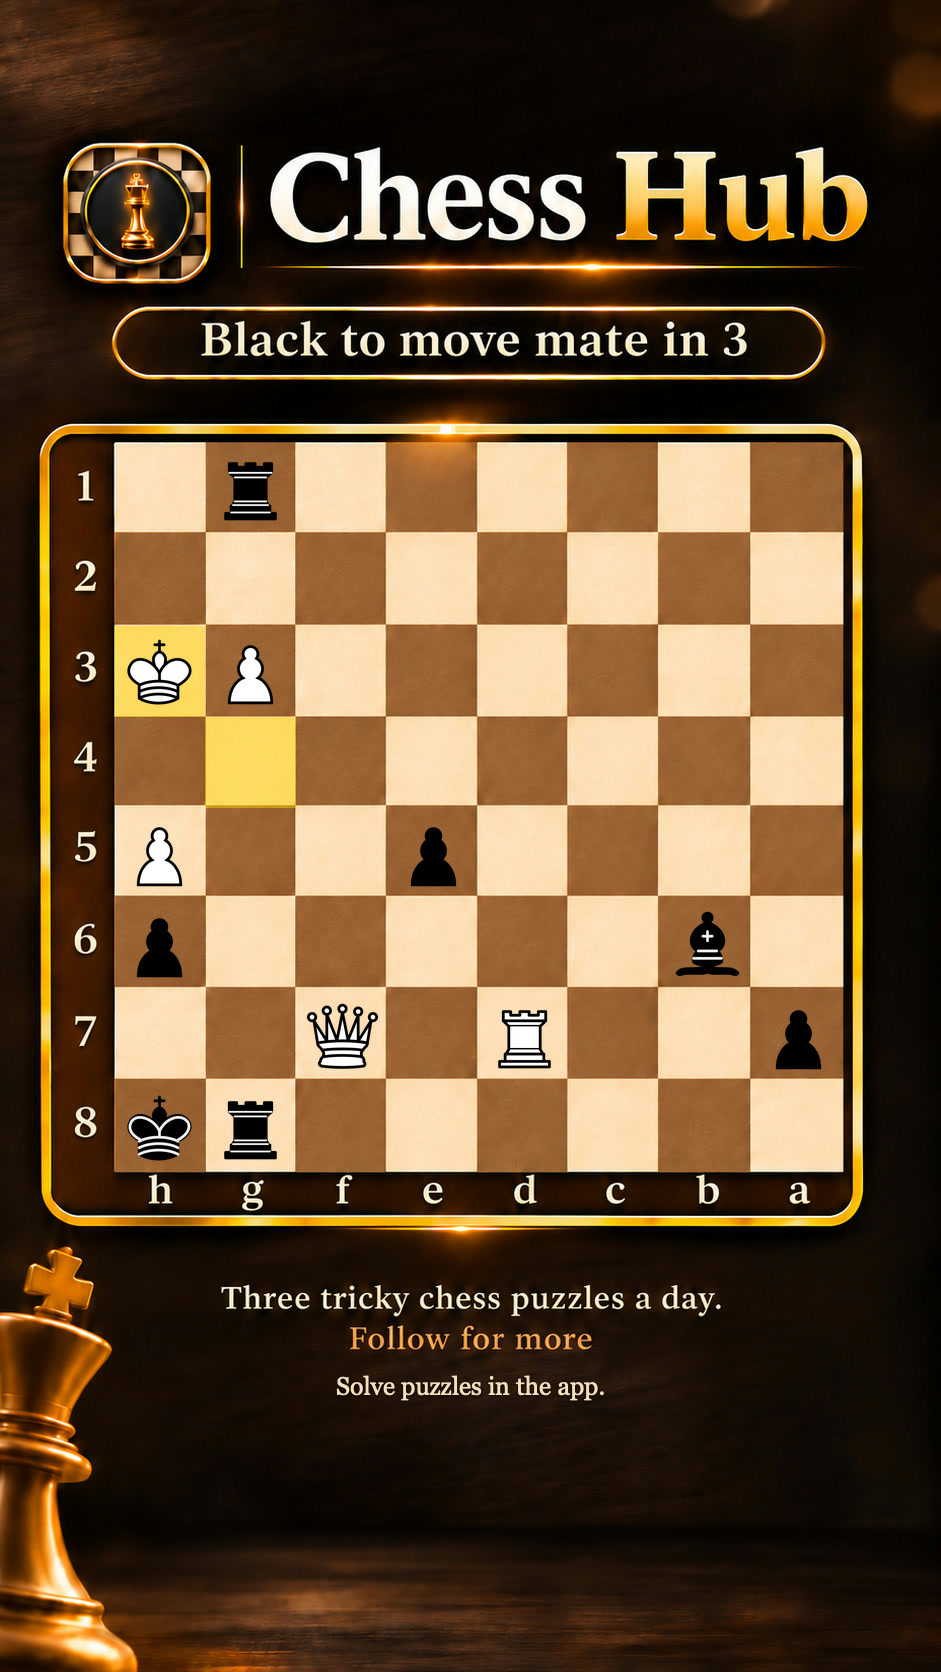 Chess Hub
Black to move mate in 3
1
2
3
4
5
6
7
8
h g f e d c b a
Three tricky chess puzzles a day.
Follow for more
Solve puzzles in the app.